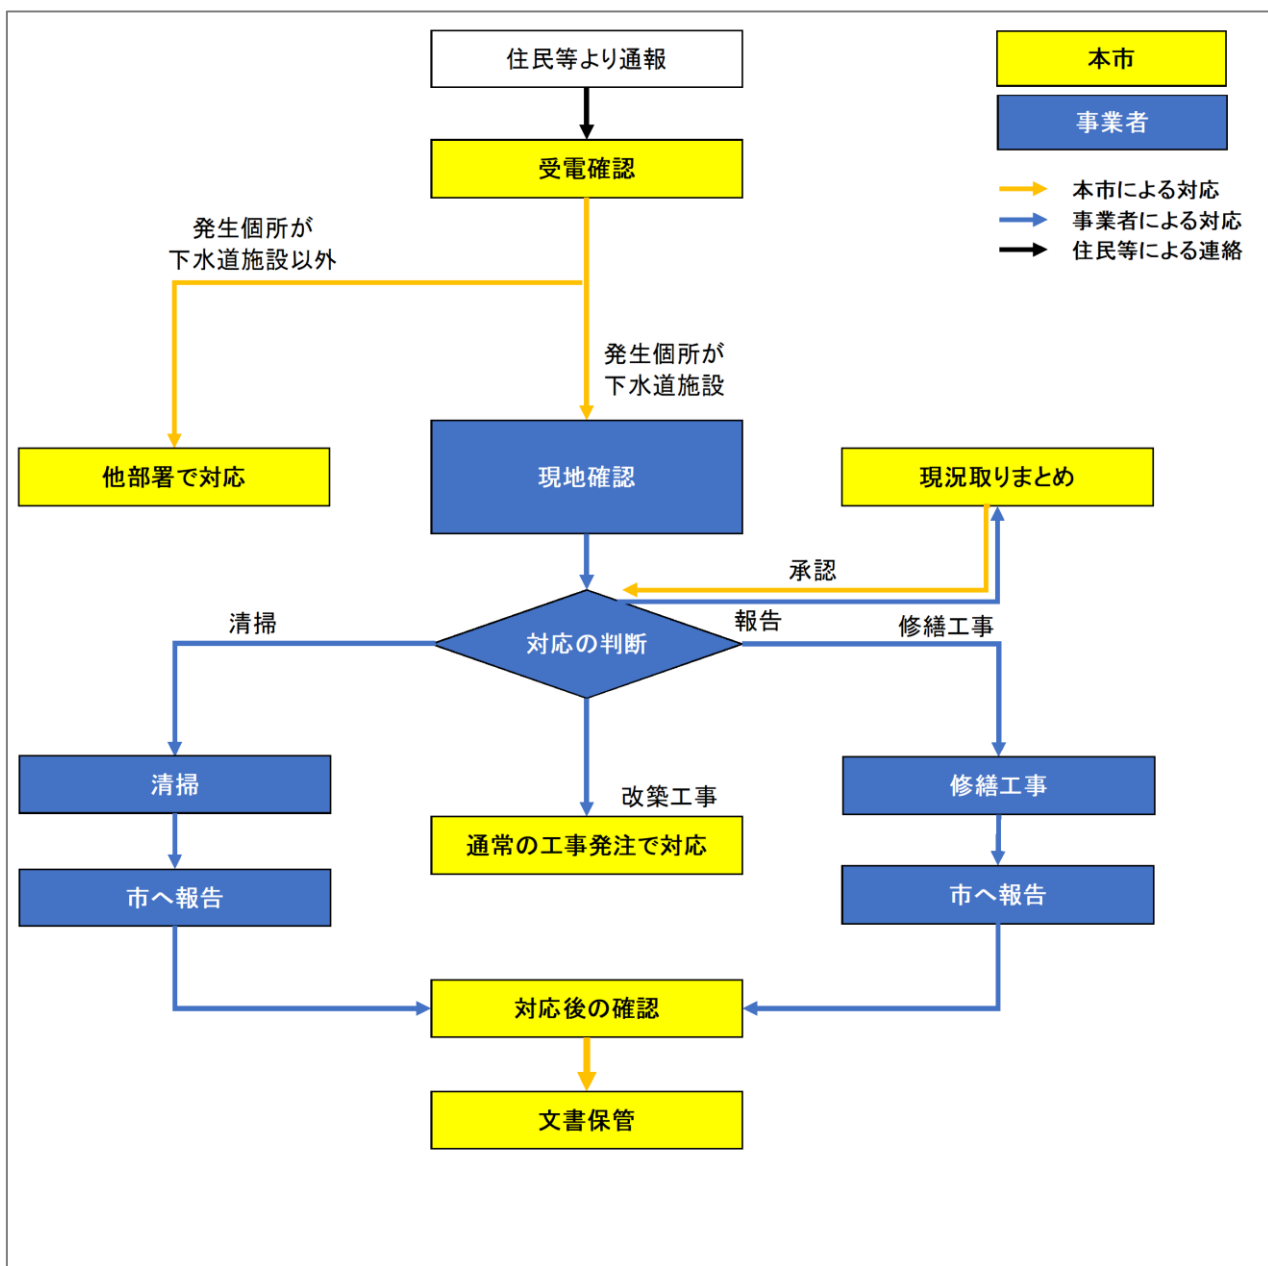 住民等より通報
本市
事業者
受電確認
本市による対応
事業者による対応
住民等による連絡
発生個所が
下水道施設以外
発生個所が
下水道施設
他部署で対応
現地確認
現況取りまとめ
承認
報告
清掃
対応の判断
修繕工事
清掃
修繕工事
改築工事
通常の工事発注で対応
市へ報告
市へ報告
対応後の確認
文書保管